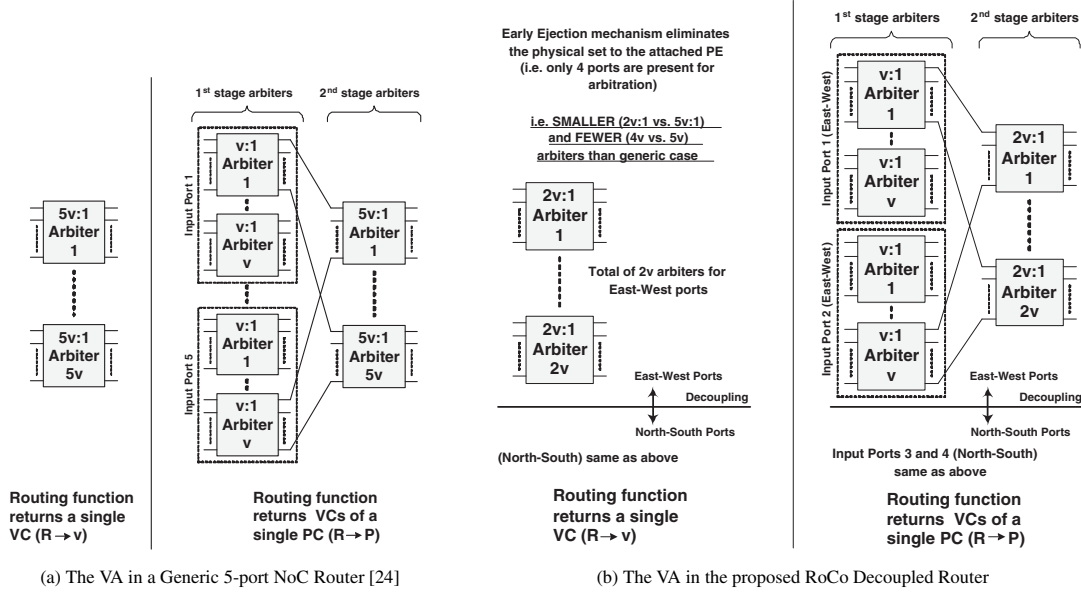 5v:1
Arbiter
1
5v:1
Arbiter
5v
Routing function
returns a single
VC (R→v)
1st stage arbiters
2nd stage arbiters
Input Port 1
v:1
Arbiter
1
v:1
Arbiter
v
Input Port 5
v:1
Arbiter
1
v:1
Arbiter
v
5v:1
Arbiter
1
5v:1
Arbiter
5v
Routing function
returns VCs of a
single PC (R→P)
(a) The VA in a Generic 5-port NoC Router [24]
Early Ejection mechanism eliminates
the physical set to the attached PE
(i.e. only 4 ports are present for
arbitration)
i.e. SMALLER (2v:1 vs. 5v:1)
and FEWER (4v vs. 5v)
arbiters than generic case
2v:1
Arbiter
1
Total of 2v arbiters for
East-West ports
2v:1
Arbiter
2v
East-West Ports
Decoupling
North-South Ports
(North-South) same as above
Routing function
returns a single
VC (R→v)
1st stage arbiters
2nd stage arbiters
Input Port 1 (East-West)
v:1
Arbiter
1
v:1
Arbiter
v
Input Port 2 (East-West)
v:1
Arbiter
1
v:1
Arbiter
v
2v:1
Arbiter
1
2v:1
Arbiter
2v
East-West Ports
Decoupling
North-South Ports
Input Ports 3 and 4 (North-South)
same as above
Routing function
returns VCs of a
single PC (R→P)
(b) The VA in the proposed RoCo Decoupled Router